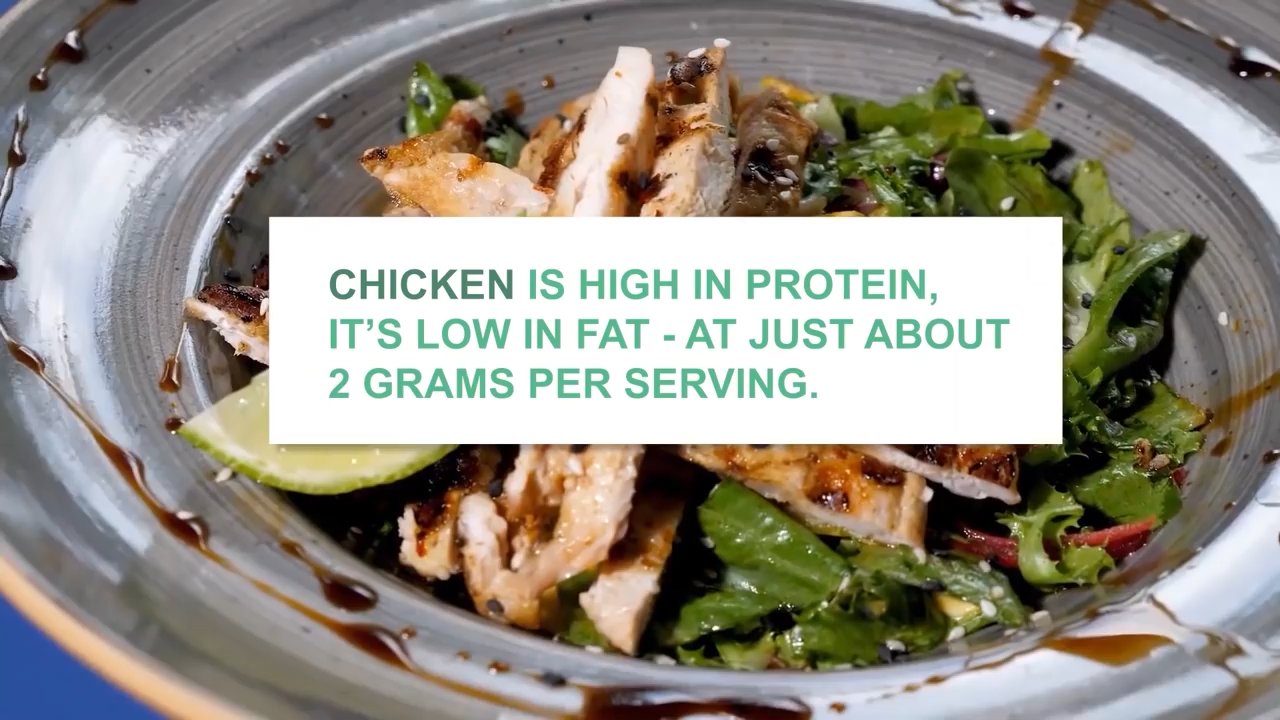 CHICKEN IS HIGH IN PROTEIN,
IT’S LOW IN FAT - AT JUST ABOUT
2 GRAMS PER SERVING.